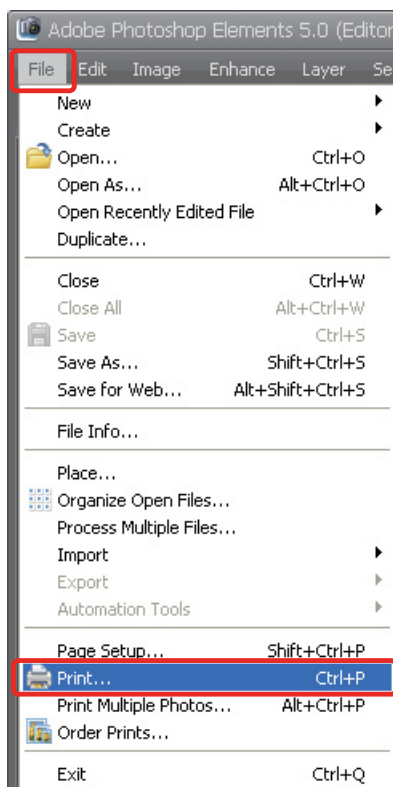 Adobe Photoshop Elements 5.0 (Editor
File Edit Image Enhance Layer Se
New
Create
Open... Ctrl+O
Open As... Alt+Ctrl+O
Open Recently Edited File
Duplicate...
Close Ctrl+W
Close All Alt+Ctrl+W
Save Ctrl+S
Save As... Shift+Ctrl+S
Save for Web... Alt+Shift+Ctrl+S
File Info...
Place...
Organize Open Files...
Process Multiple Files...
Import
Export
Automation Tools
Page Setup... Shift+Ctrl+P
Print... Ctrl+P
Print Multiple Photos... Alt+Ctrl+P
Order Prints...
Exit Ctrl+Q